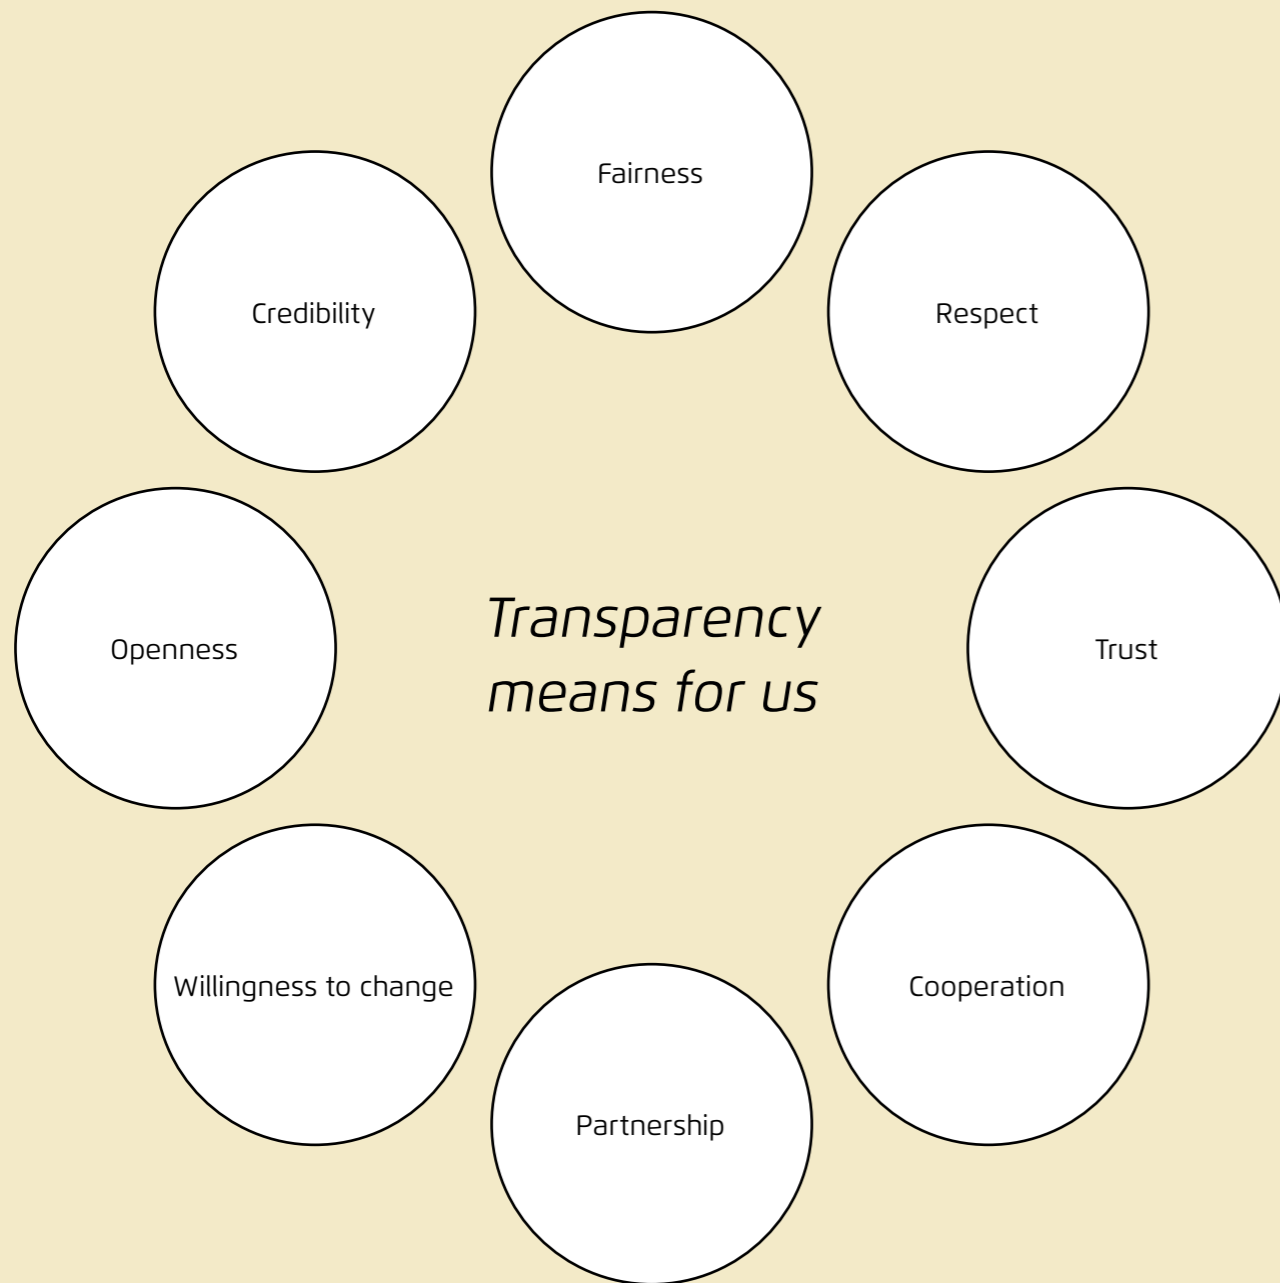 Fairness
Credibility
Respect
Transparency
means for us
Openness
Trust
Willingness to change
Cooperation
Partnership